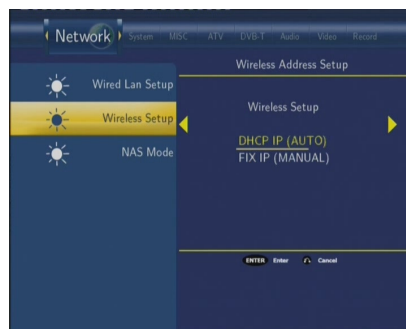 Network System MISC ATV DVB-T Audio Video Record
Wireless Address Setup
Wired Lan Setup
Wireless Setup
NAS Mode
Wireless Setup
DHCP IP (AUTO)
FIX IP (MANUAL)
ENTER Enter Cancel